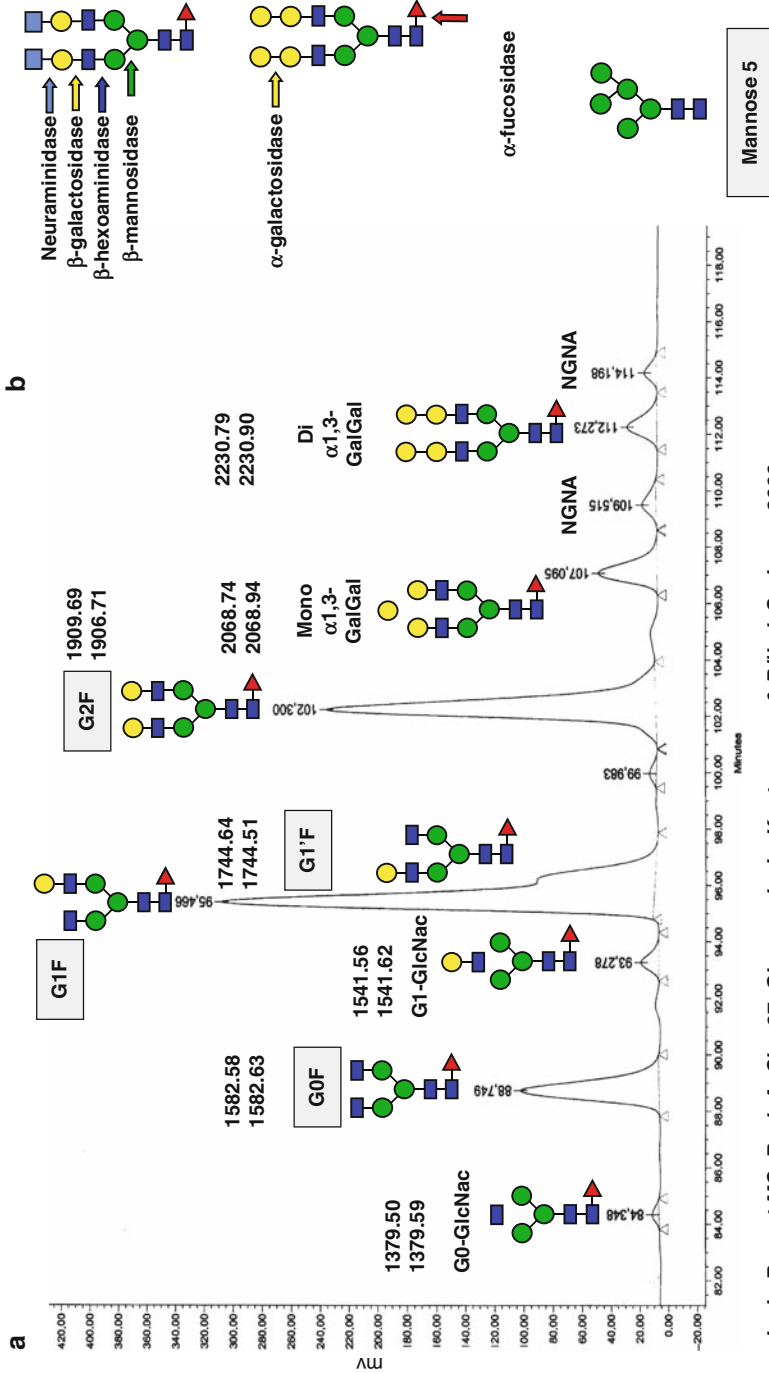 a
1909.69
1906.71
G1F
G2F
1582.58
1582.63
1744.64
1744.51
2068.74
2068.94
2230.79
2230.90
1379.50
1379.59
G0F
1541.56
1541.62
G1'F
Mono
α1,3-
GalGal
Di
α1,3-
GalGal
G0-GlcNac
G1-GlcNac
NGNA
NGNA
84,348
88,749
93,278
95,466
99,983
102,300
107,095
109,515
112,273
114,198
mv
420.00
400.00
380.00
360.00
340.00
320.00
300.00
280.00
260.00
240.00
220.00
200.00
180.00
160.00
140.00
120.00
100.00
80.00
60.00
40.00
20.00
0.00
-20.00
82.00 84.00 86.00 88.00 90.00 92.00 94.00 96.00 98.00 100.00 102.00 104.00 106.00 108.00 110.00 112.00 114.00 116.00 118.00
Minutes
b
Neuraminidase
β-galactosidase
β-hexoaminidase
β-mannosidase
α-galactosidase
α-fucosidase
Mannose 5